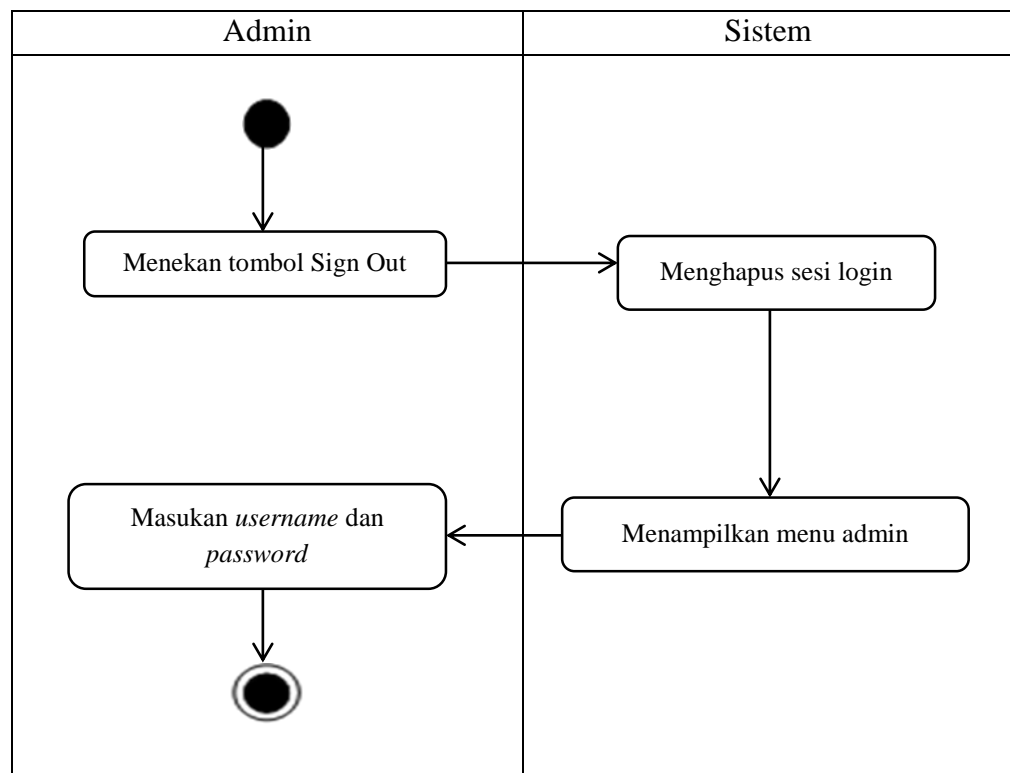 Admin
Sistem
Menekan tombol Sign Out
Menghapus sesi login
Masukan username dan
password
Menampilkan menu admin